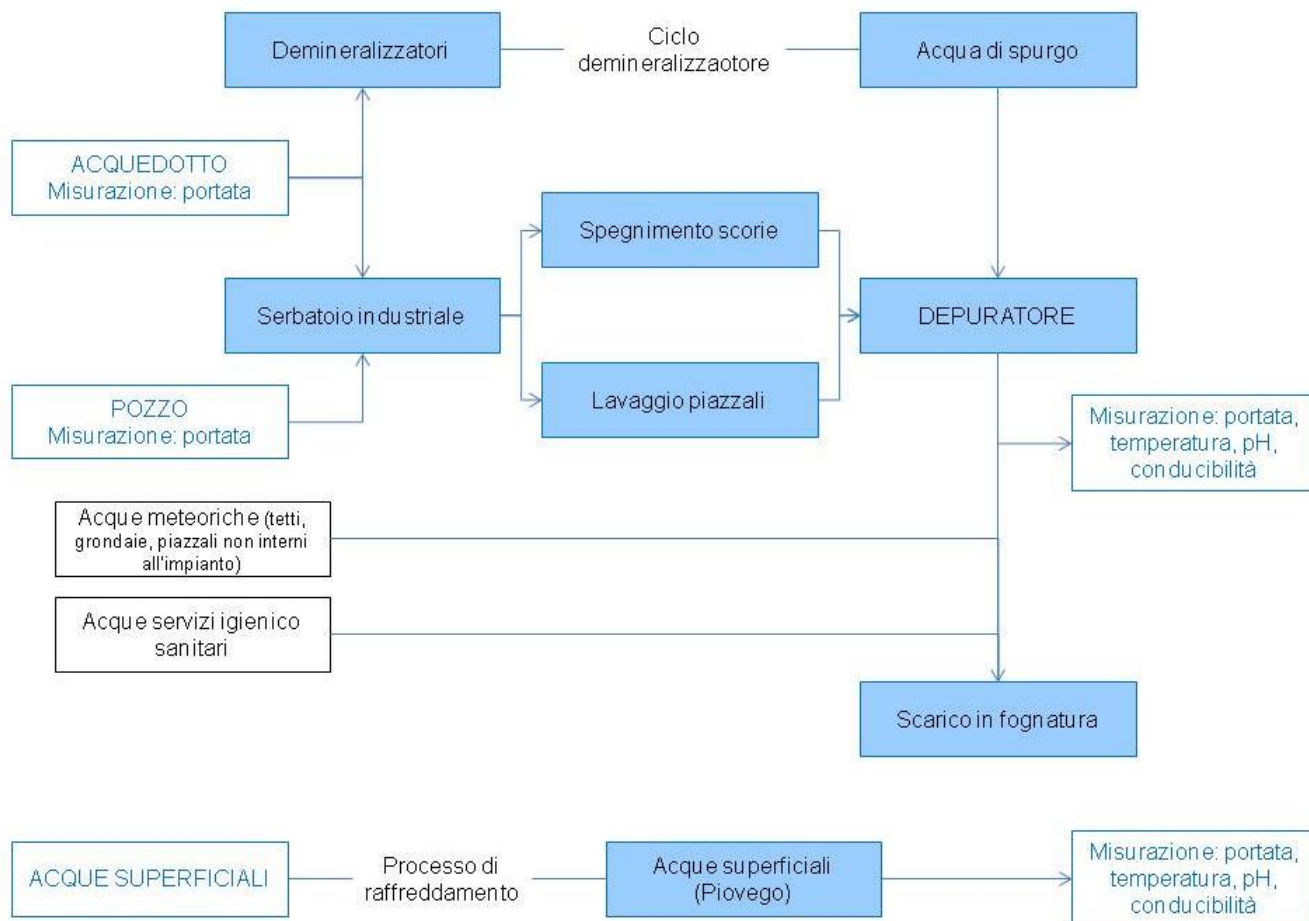 Demineralizzatori
Ciclo
demineralizzaotore
Acqua di spurgo
ACQUEDOTTO
Misurazione: portata
Spegnimento scorie
Serbatoio industriale
DEPURATORE
Lavaggio piazzali
POZZO
Misurazione: portata
Misurazione: portata,
temperatura, pH,
conducibilità
Acque meteoriche (tetti,
grondaie, piazzali non interni
all'impianto)
Acque servizi igienico
sanitari
Scarico in fognatura
ACQUE SUPERFICIALI
Processo di
raffreddamento
Acque superficiali
(Piovego)
Misurazione: portata,
temperatura, pH,
conducibilità